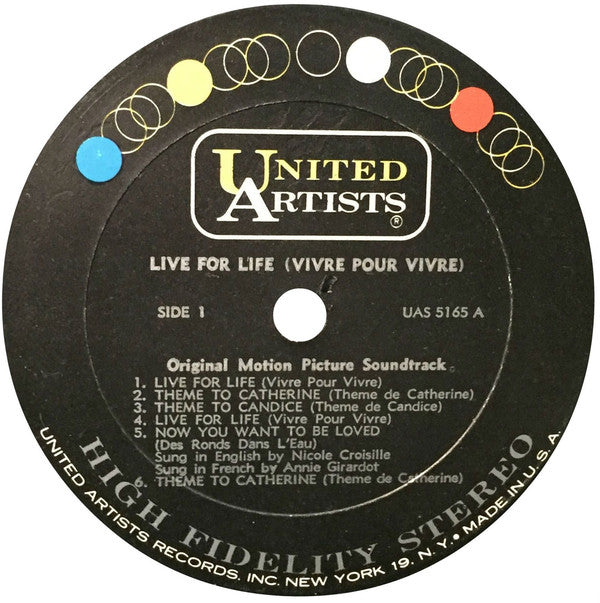 UNITED
ARTISTS ®
LIVE FOR LIFE (VIVRE POUR VIVRE)
SIDE 1
UAS 5165 A
Original Motion Picture Soundtrack
1. LIVE FOR LIFE (Vivre Pour Vivre)
2. THEME TO CATHERINE (Theme de Catherine)
3. THEME TO CANDICE (Theme de Candice)
4. LIVE FOR LIFE (Vivre Pour Vivre)
5. NOW YOU WANT TO BE LOVED
(Des Ronds Dans L'Eau)
Sung in English by Nicole Croisille
Sung in French by Annie Girardot
6. THEME TO CATHERINE (Theme de Catherine)
HIGH FIDELITY STEREO
UNITED ARTISTS RECORDS, INC. NEW YORK 19, N.Y. • MADE IN U.S.A.